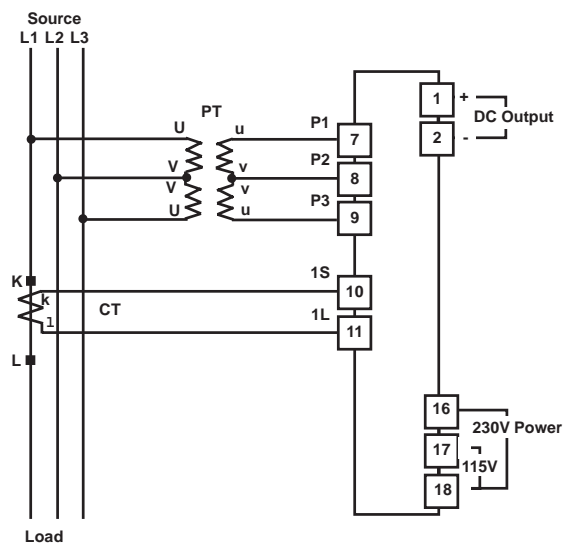 Source
L1 L2 L3
PT
U u P1 7
V v P2 8
V v
U u P3 9
1 +
DC Output
2 -
K
k 1S 10
CT
l 1L 11
L
16
230V Power
17
115V
18
Load